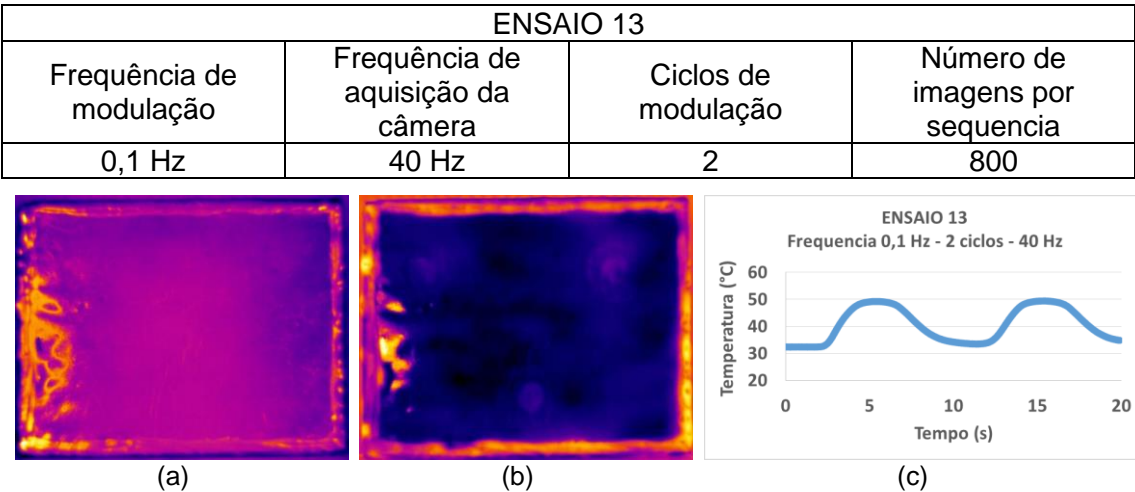 ENSAIO 13
Frequência de modulação
Frequência de aquisição da câmera
Ciclos de modulação
Número de imagens por sequencia
0,1 Hz
40 Hz
2
800
ENSAIO 13
Frequencia 0,1 Hz - 2 ciclos - 40 Hz
Temperatura (°C)
60
50
40
30
20
0 5 10 15 20
Tempo (s)
(a) (b) (c)